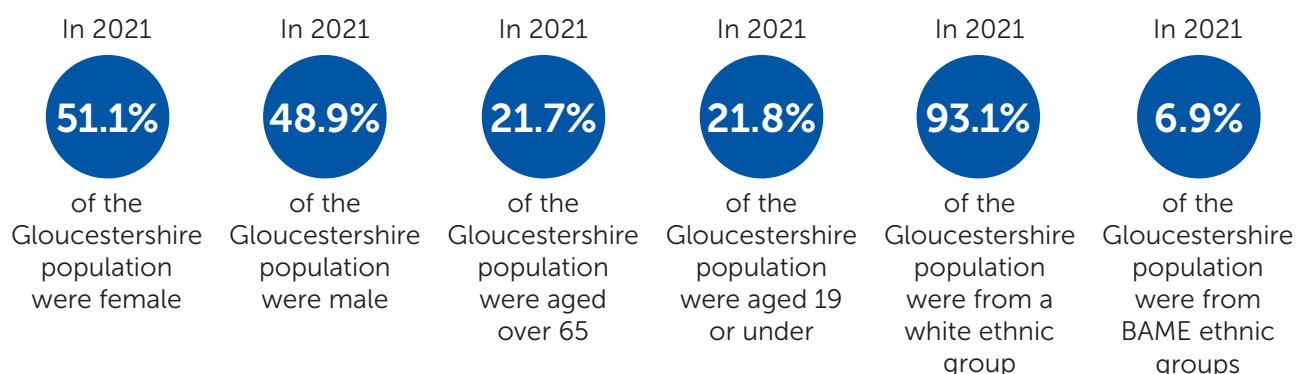 In 2021
51.1%
of the
Gloucestershire
population
were female
In 2021
48.9%
of the
Gloucestershire
population
were male
In 2021
21.7%
of the
Gloucestershire
population
were aged
over 65
In 2021
21.8%
of the
Gloucestershire
population
were aged 19
or under
In 2021
93.1%
of the
Gloucestershire
population
were from a
white ethnic
group
In 2021
6.9%
of the
Gloucestershire
population
were from
BAME ethnic
groups